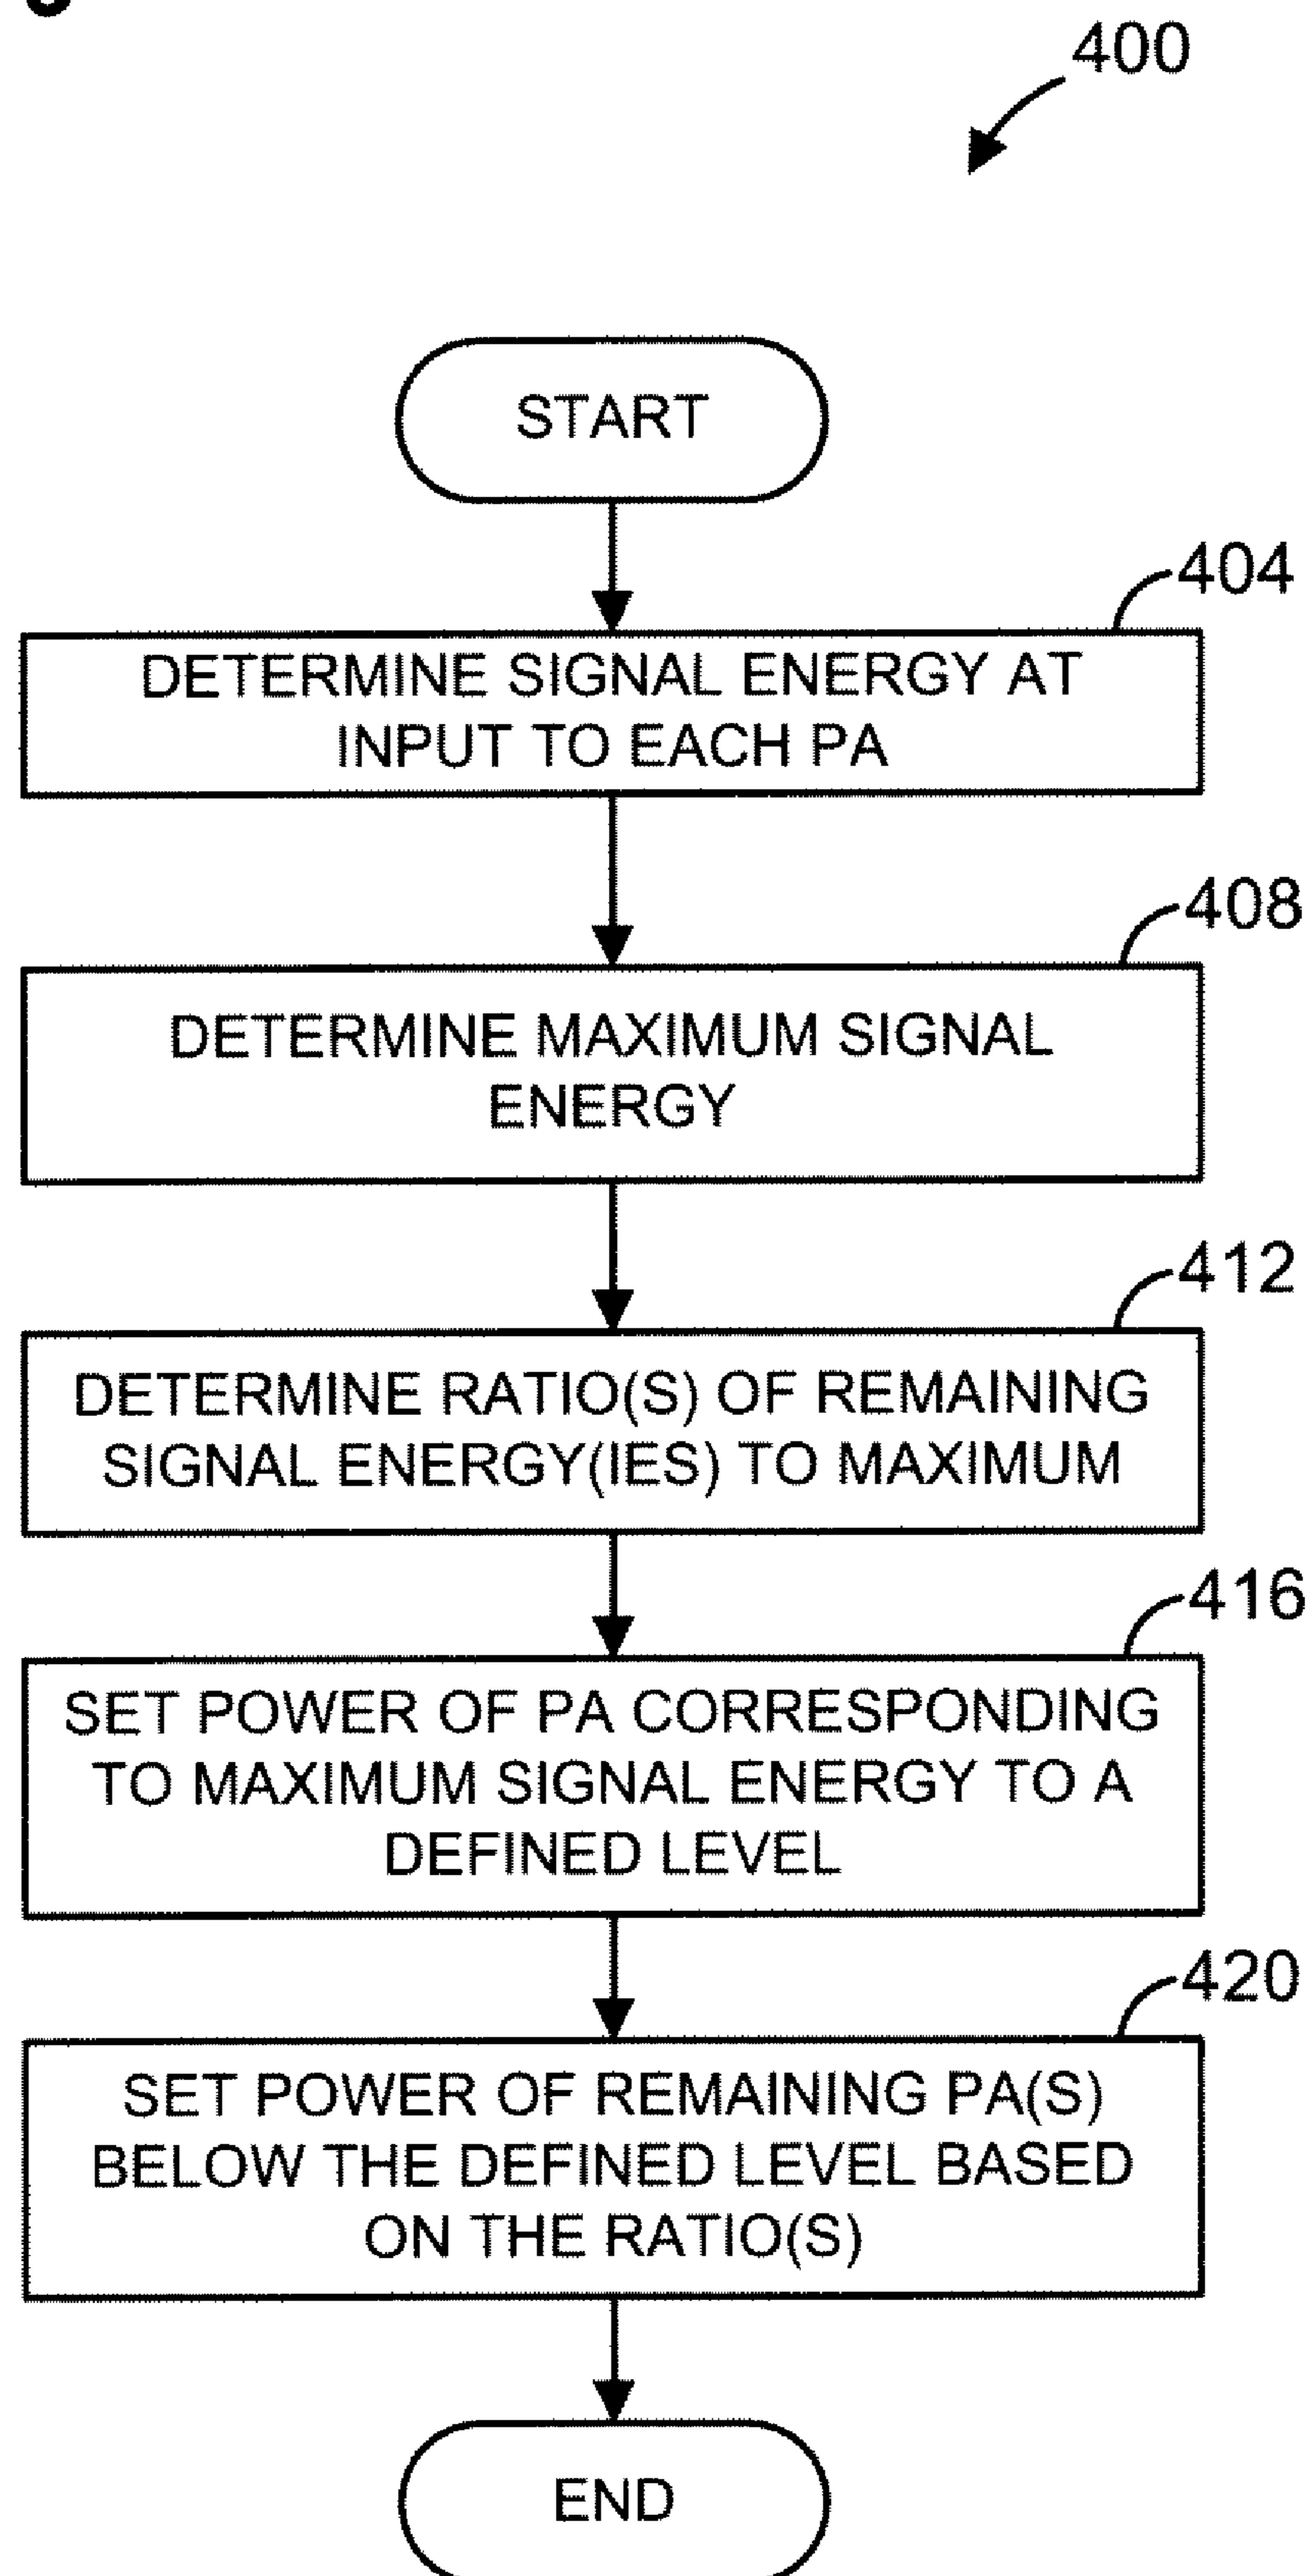 400
START
404
DETERMINE SIGNAL ENERGY AT
INPUT TO EACH PA
408
DETERMINE MAXIMUM SIGNAL
ENERGY
412
DETERMINE RATIO(S) OF REMAINING
SIGNAL ENERGY(IES) TO MAXIMUM
416
SET POWER OF PA CORRESPONDING
TO MAXIMUM SIGNAL ENERGY TO A
DEFINED LEVEL
420
SET POWER OF REMAINING PA(S)
BELOW THE DEFINED LEVEL BASED
ON THE RATIO(S)
END